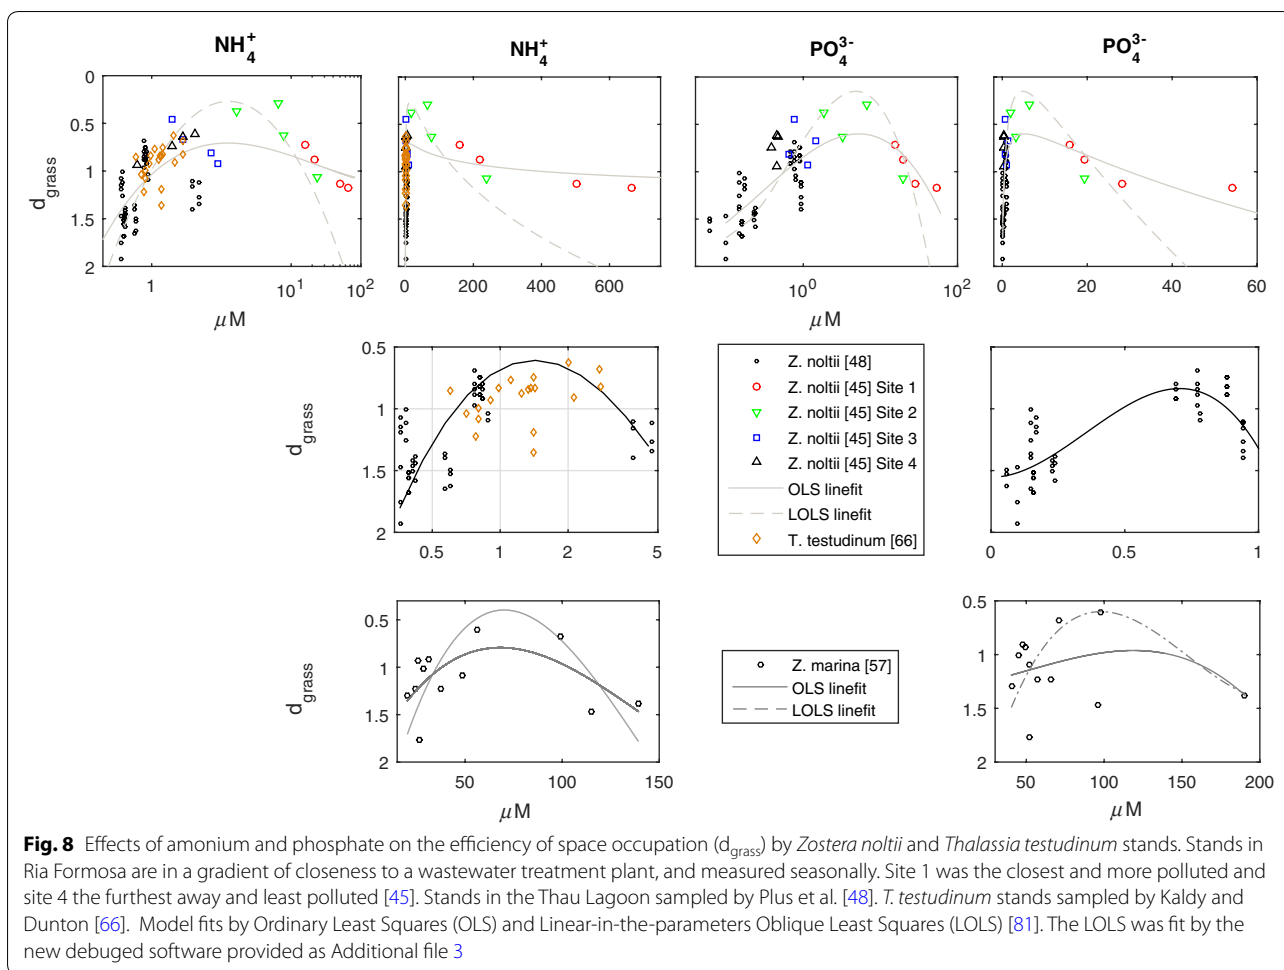 NH4+ NH4+ PO43- PO43-
0
0.5
1
1.5
2
dgrass
1 10^1 10^2
μM
0 200 400 600
μM
10^0 10^2
μM
0 20 40 60
μM
0.5
1
1.5
2
dgrass
0.5 1 2 5
Z. noltii [48]
Z. noltii [45] Site 1
Z. noltii [45] Site 2
Z. noltii [45] Site 3
Z. noltii [45] Site 4
OLS linefit
LOLS linefit
T. testudinum [66]
0.5
1
1.5
2
0 0.5 1
0.5
1
1.5
2
dgrass
50 100 150
μM
Z. marina [57]
OLS linefit
LOLS linefit
0.5
1
1.5
2
50 100 150 200
μM
Fig. 8 Effects of amonium and phosphate on the efficiency of space occupation (dgrass) by Zostera noltii and Thalassia testudinum stands. Stands in
Ria Formosa are in a gradient of closeness to a wastewater treatment plant, and measured seasonally. Site 1 was the closest and more polluted and
site 4 the furthest away and least polluted [45]. Stands in the Thau Lagoon sampled by Plus et al. [48]. T. testudinum stands sampled by Kaldy and
Dunton [66]. Model fits by Ordinary Least Squares (OLS) and Linear-in-the-parameters Oblique Least Squares (LOLS) [81]. The LOLS was fit by the
new debuged software provided as Additional file 3